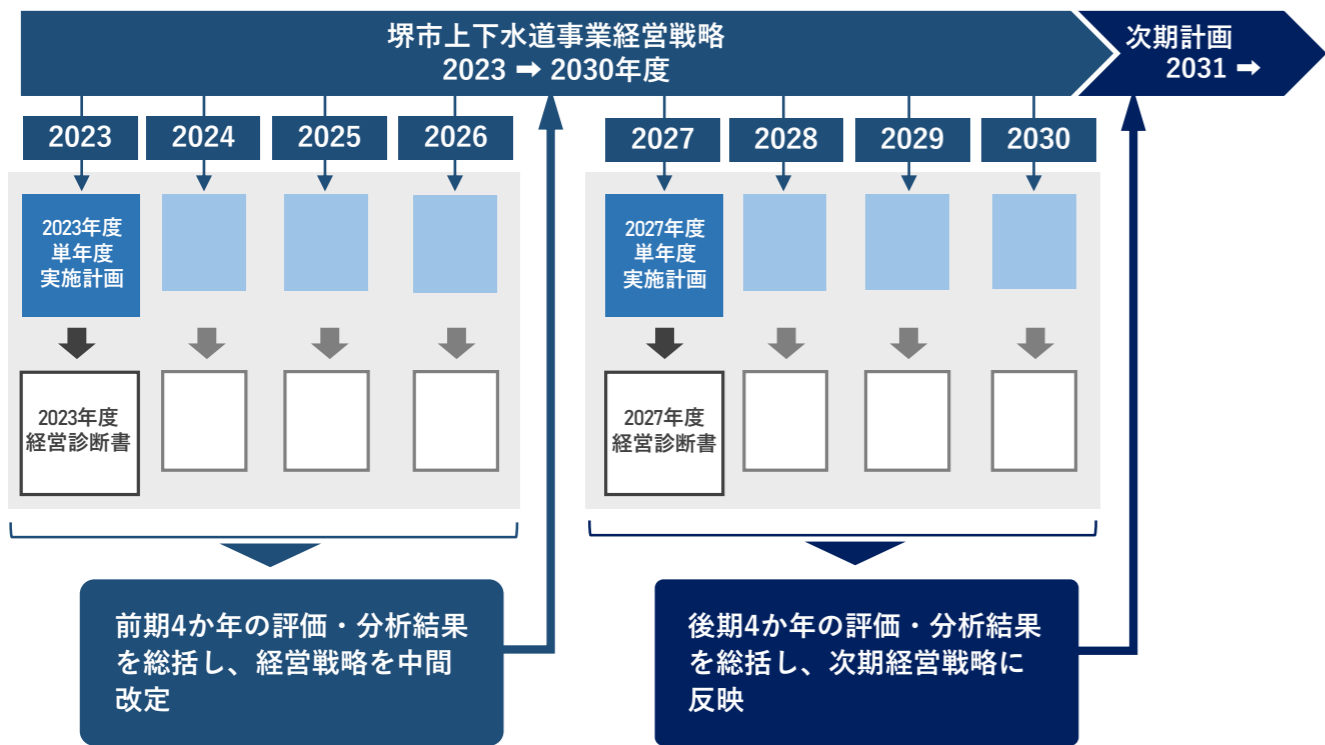 堺市上下水道事業経営戦略
2023 ➡ 2030年度
次期計画
2031 ➡
2023
2024
2025
2026
2027
2028
2029
2030
2023年度
単年度
実施計画
2027年度
単年度
実施計画
2023年度
経営診断書
2027年度
経営診断書
前期4か年の評価・分析結果
を総括し、経営戦略を中間
改定
後期4か年の評価・分析結果
を総括し、次期経営戦略に
反映